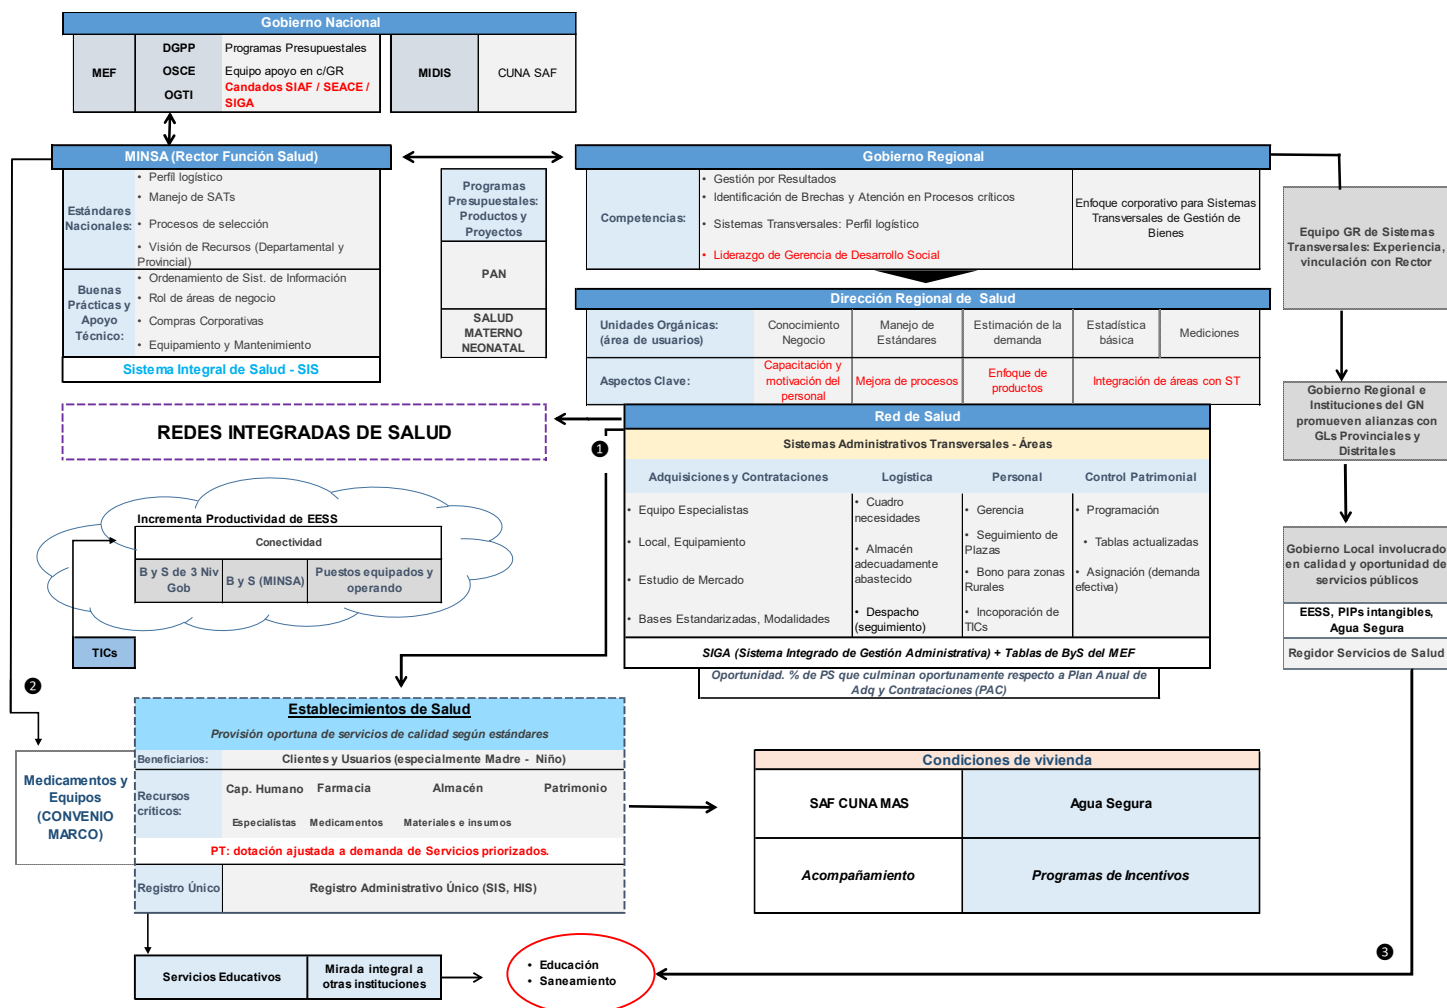 Gobierno Nacional
MEF
DGPP
OSCE
OGTI
Programas Presupuestales
Equipo apoyo en c/GR
Candados SIAF / SEACE /
SIGA
MIDIS
CUNA SAF
MINSA (Rector Función Salud)
Estándares
Nacionales:
• Perfíl logístico
• Manejo de SATs
• Procesos de selección
• Visión de Recursos (Departamental y
Provincial)
Buenas
Prácticas y
Apoyo
Técnico:
• Ordenamiento de Sist. de Información
• Rol de áreas de negocio
• Compras Corporativas
• Equipamiento y Mantenimiento
Sistema Integral de Salud - SIS
Programas
Presupuestales:
Productos y
Proyectos
PAN
SALUD
MATERNO
NEONATAL
Gobierno Regional
Competencias:
• Gestión por Resultados
• Identificación de Brechas y Atención en Procesos críticos
• Sistemas Transversales: Perfil logístico
• Liderazgo de Gerencia de Desarrollo Social
Enfoque corporativo para Sistemas
Transversales de Gestión de
Bienes
Dirección Regional de Salud
Unidades Orgánicas:
(área de usuarios)
Conocimiento
Negocio
Manejo de
Estándares
Estimación de la
demanda
Estadística
básica
Mediciones
Aspectos Clave:
Capacitación y
motivación del
personal
Mejora de procesos
Enfoque de
productos
Integración de áreas con ST
Equipo GR de Sistemas
Transversales: Experiencia,
vinculación con Rector
Gobierno Regional e
Instituciones del GN
promueven alianzas con
GLs Provinciales y
Distritales
Gobierno Local involucrado
en calidad y oportunidad de
servicios públicos
EESS, PIPs intangibles,
Agua Segura
Regidor Servicios de Salud
REDES INTEGRADAS DE SALUD
❶
Red de Salud
Sistemas Administrativos Transversales - Áreas
Adquisiciones y Contrataciones
Logística
Personal
Control Patrimonial
• Equipo Especialistas
• Local, Equipamiento
• Estudio de Mercado
• Bases Estandarizadas, Modalidades
• Cuadro
necesidades
• Almacén
adecuadamente
abastecido
• Despacho
(seguimiento)
• Gerencia
• Seguimiento de
Plazas
• Bono para zonas
Rurales
• Incoporación de
TICs
• Programación
• Tablas actualizadas
• Asignación (demanda
efectiva)
SIGA (Sistema Integrado de Gestión Administrativa) + Tablas de ByS del MEF
Oportunidad. % de PS que culminan oportunamente respecto a Plan Anual de
Adq y Contrataciones (PAC)
Incrementa Productividad de EESS
Conectividad
B y S de 3 Niv
Gob
B y S (MINSA)
Puestos equipados y
operando
TICs
❷
Medicamentos y
Equipos
(CONVENIO
MARCO)
Establecimientos de Salud
Provisión oportuna de servicios de calidad según estándares
Beneficiarios:
Clientes y Usuarios (especialmente Madre - Niño)
Recursos
críticos:
Cap. Humano
Farmacia
Almacén
Patrimonio
Especialistas
Medicamentos
Materiales e insumos
PT: dotación ajustada a demanda de Servicios priorizados.
Registro Único
Registro Administrativo Único (SIS, HIS)
Condiciones de vivienda
SAF CUNA MAS
Agua Segura
Acompañamiento
Programas de Incentivos
Servicios Educativos
Mirada integral a
otras instituciones
• Educación
• Saneamiento
❸